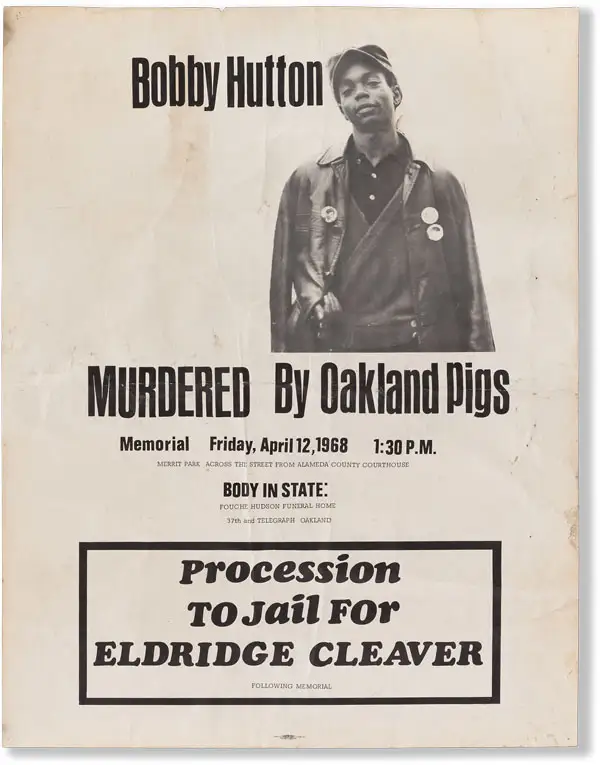 Bobby Hutton
MURDERED By Oakland Pigs
Memorial Friday, April 12, 1968 1:30 P.M.
MERRIT PARK ACROSS THE STREET FROM ALAMEDA COUNTY COURTHOUSE
BODY IN STATE:
FOUCHE HUDSON FUNERAL HOME
37th and TELEGRAPH OAKLAND
Procession
TO Jail FOR
ELDRIDGE CLEAVER
FOLLOWING MEMORIAL